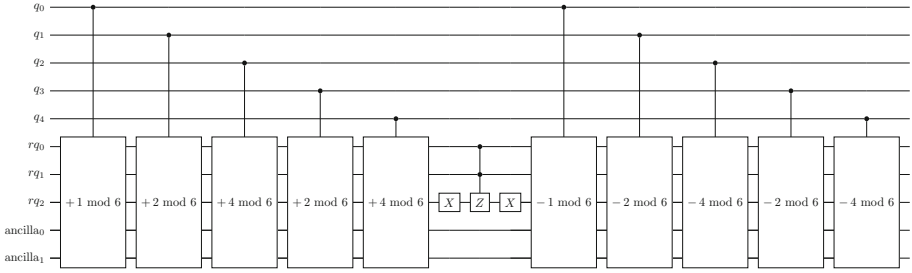 q0
q1
q2
q3
q4
rq0
rq1
rq2 +1 mod 6 +2 mod 6 +4 mod 6 +2 mod 6 +4 mod 6 X Z X −1 mod 6 −2 mod 6 −4 mod 6 −2 mod 6 −4 mod 6
ancilla0
ancilla1